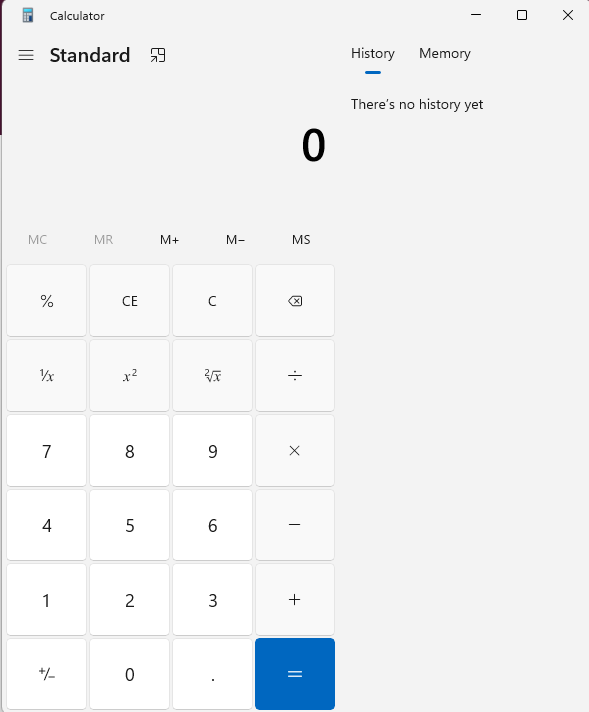 Calculator
Standard
History Memory
There's no history yet
0
MC MR M+ M− MS
% CE C
¹⁄x x² ²√x ÷
7 8 9 ×
4 5 6 −
1 2 3 +
+/− 0 . =